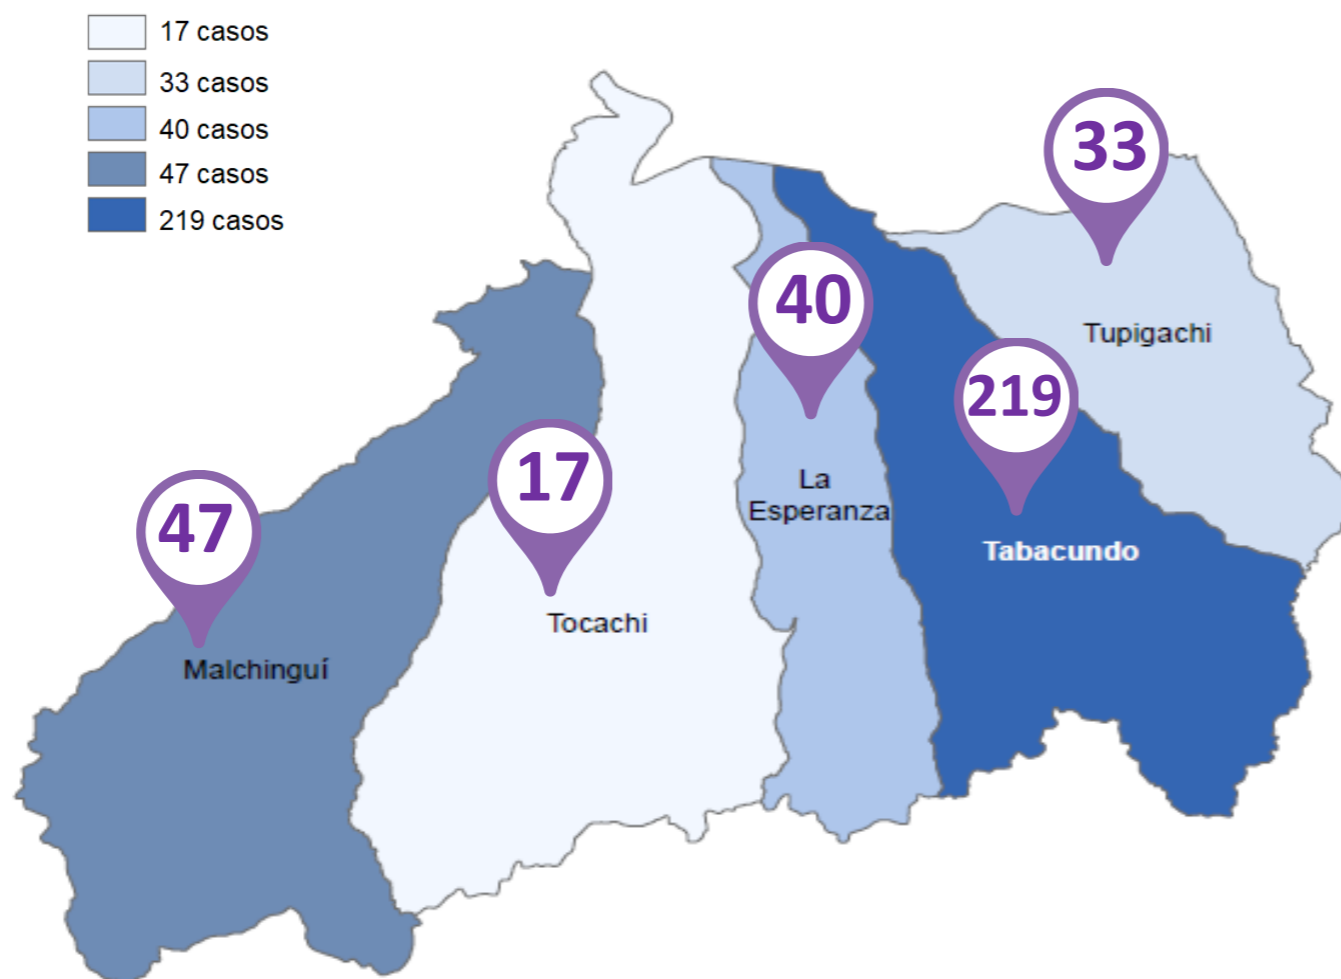 17 casos
33 casos
40 casos
47 casos
219 casos
33
Tupigachi
40
219
La
Esperanza
Tabacundo
17
Tocachi
47
Malchinguí